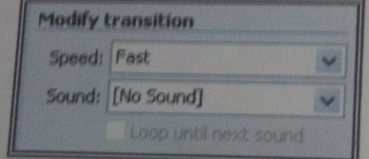 Modify transition
Speed: Fast
Sound: [No Sound]
Loop until next sound